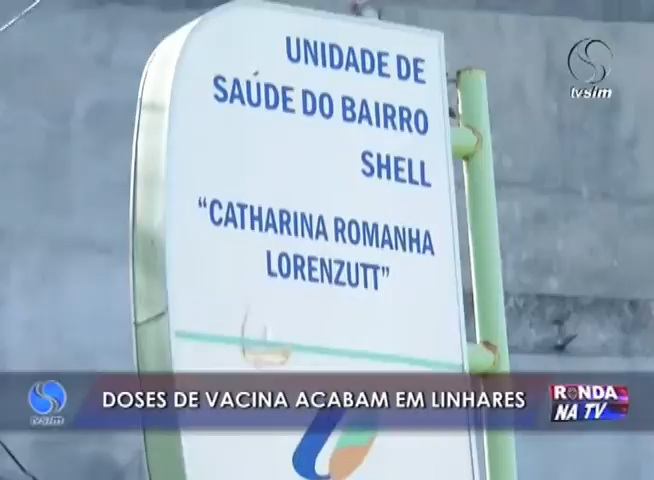 UNIDADE DE
SAÚDE DO BAIRRO
SHELL
"CATHARINA ROMANHA
LORENZUTT"
tvsim
tvsim
DOSES DE VACINA ACABAM EM LINHARES
RONDA
NA TV